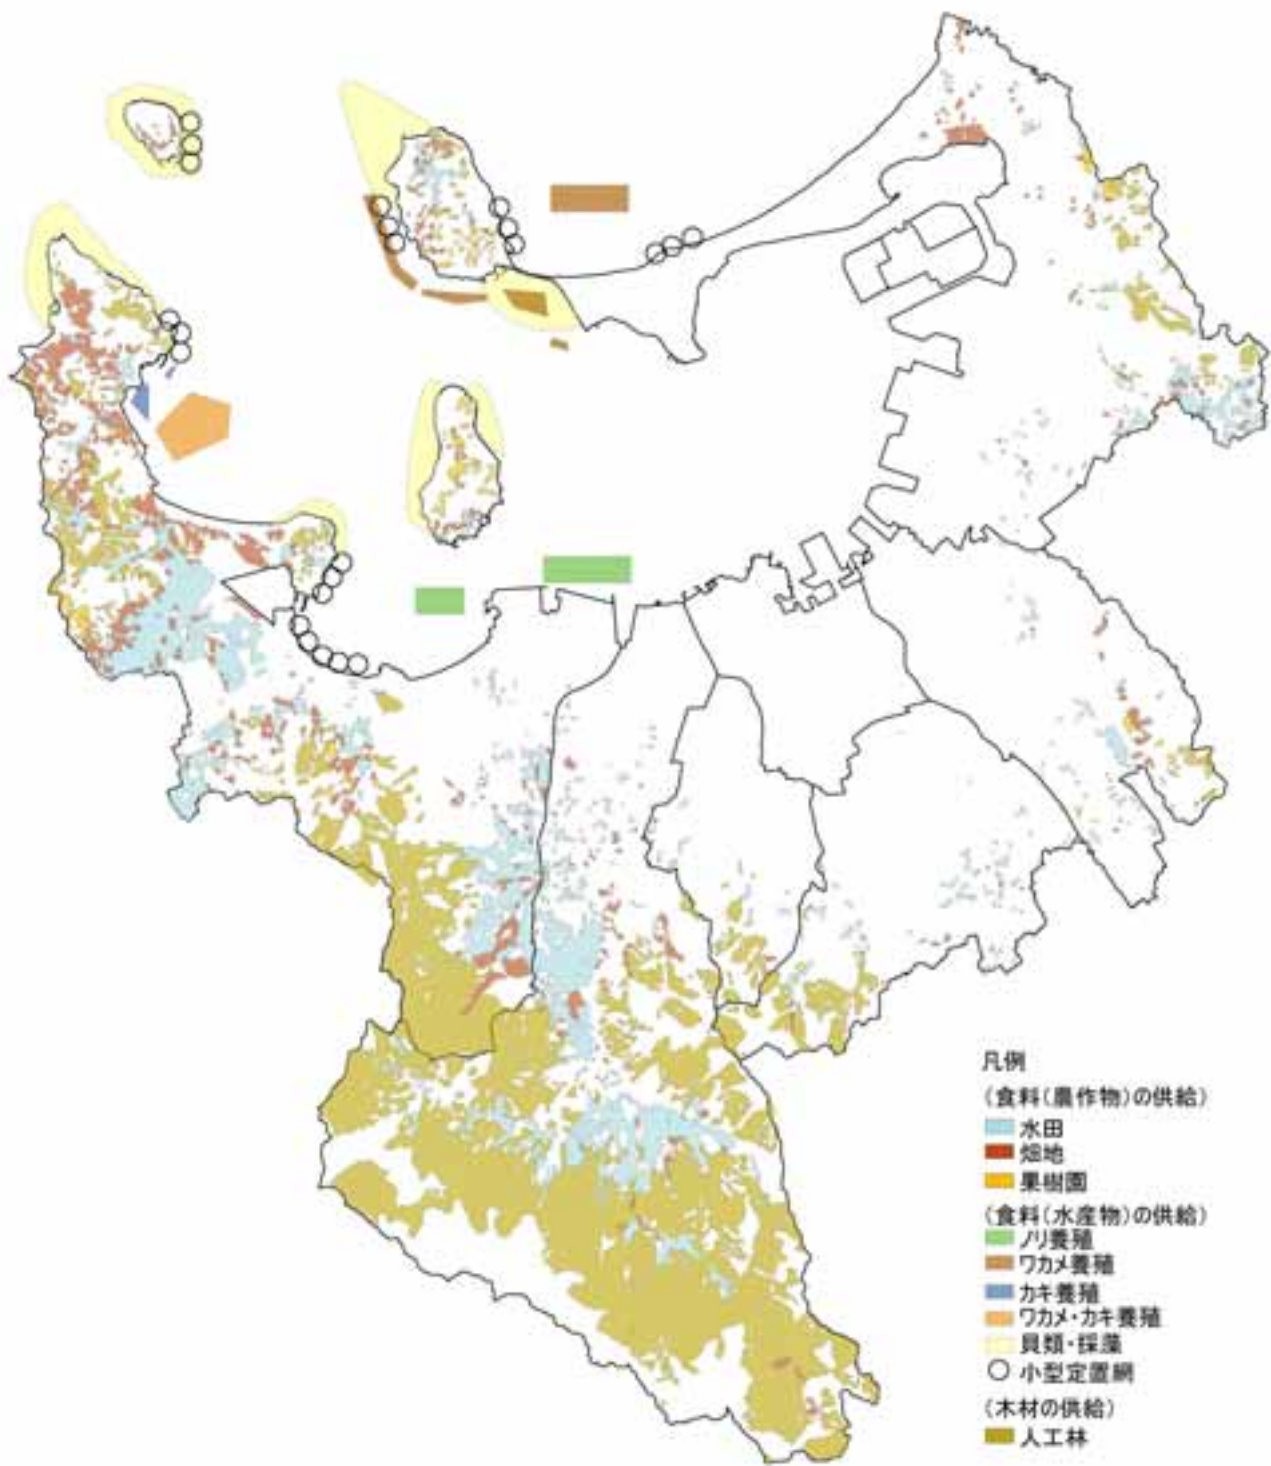 凡例
(食料(農作物)の供給)
水田
畑地
果樹園
(食料(水産物)の供給)
ノリ養殖
ワカメ養殖
カキ養殖
ワカメ・カキ養殖
貝類・採藻
小型定置網
(木材の供給)
人工林